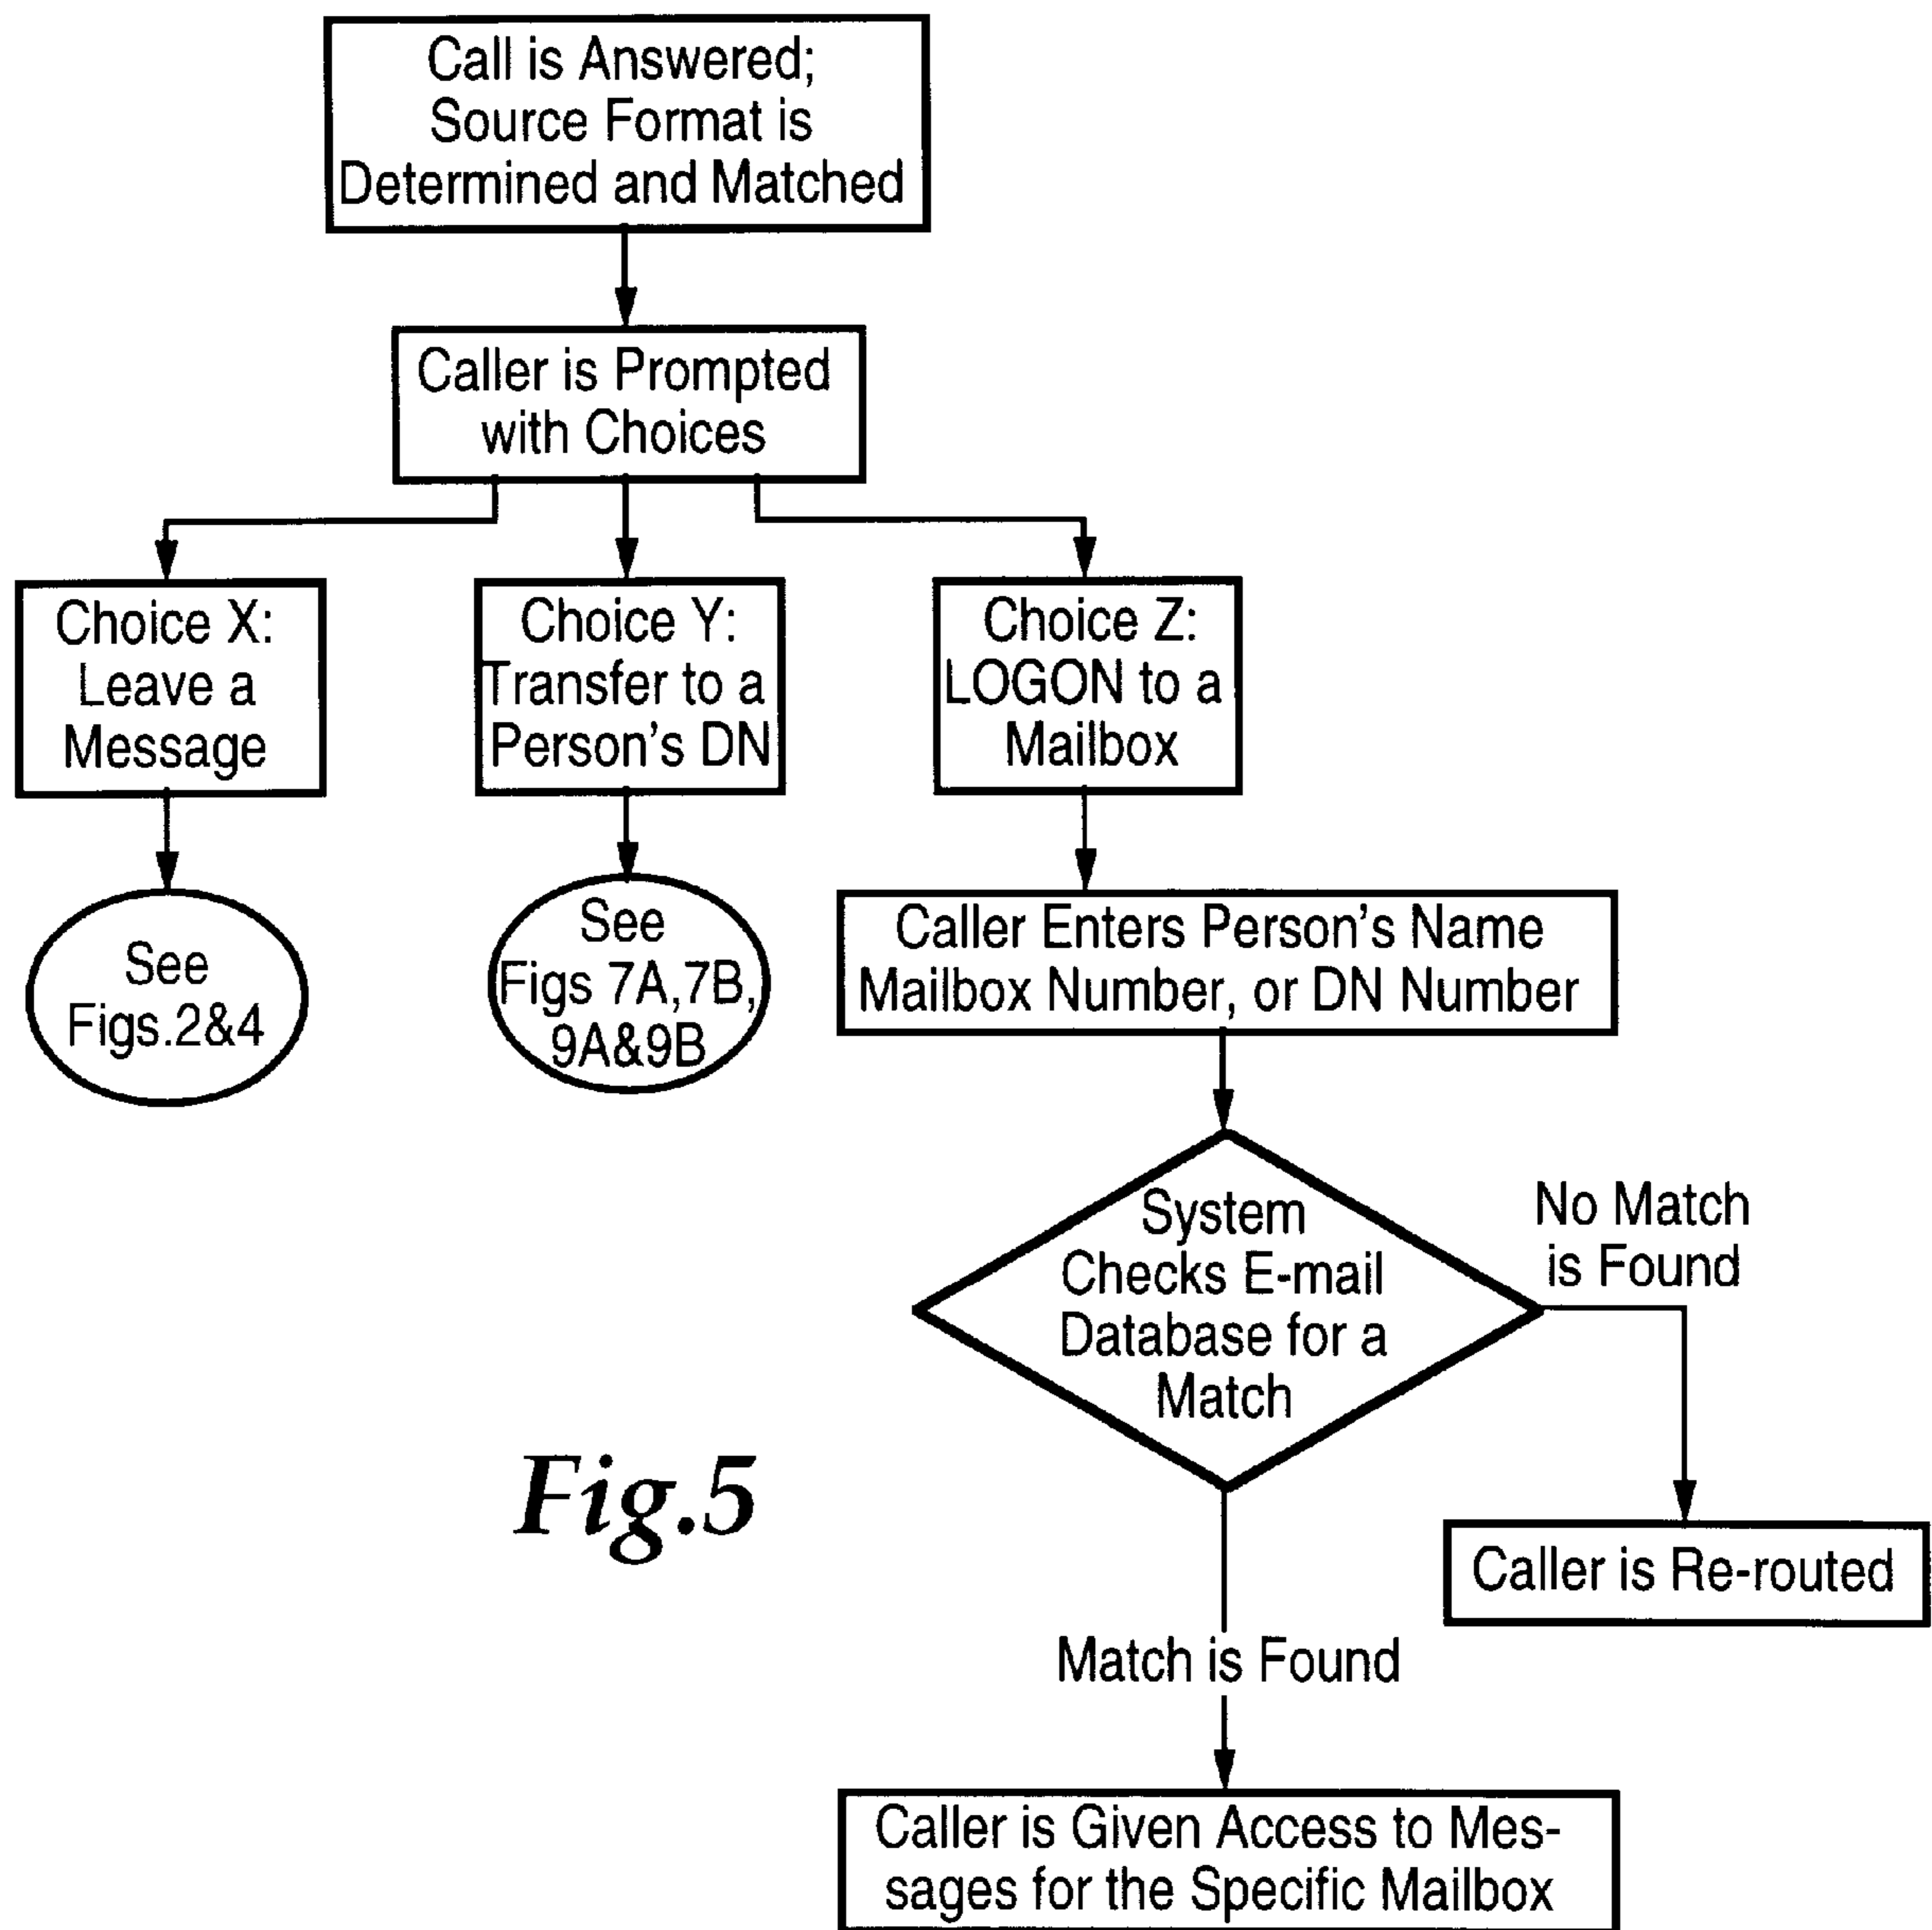 Call is Answered;
Source Format is
Determined and Matched
Caller is Prompted
with Choices
Choice X:
Leave a
Message
Choice Y:
Transfer to a
Person's DN
Choice Z:
LOGON to a
Mailbox
See
Figs.2&4
See
Figs 7A,7B,
9A&9B
Caller Enters Person's Name
Mailbox Number, or DN Number
System
Checks E-mail
Database for a
Match
No Match
is Found
Caller is Re-routed
Match is Found
Caller is Given Access to Mes-
sages for the Specific Mailbox
Fig.5